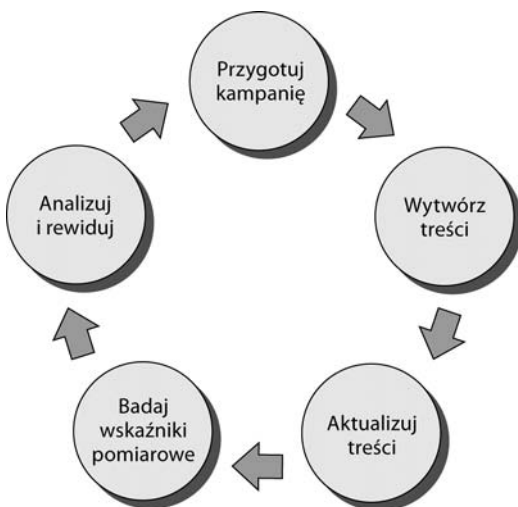 Przygotuj
kampanię
Wytwórz
treści
Aktualizuj
treści
Badaj
wskaźniki
pomiarowe
Analizuj
i rewiduj